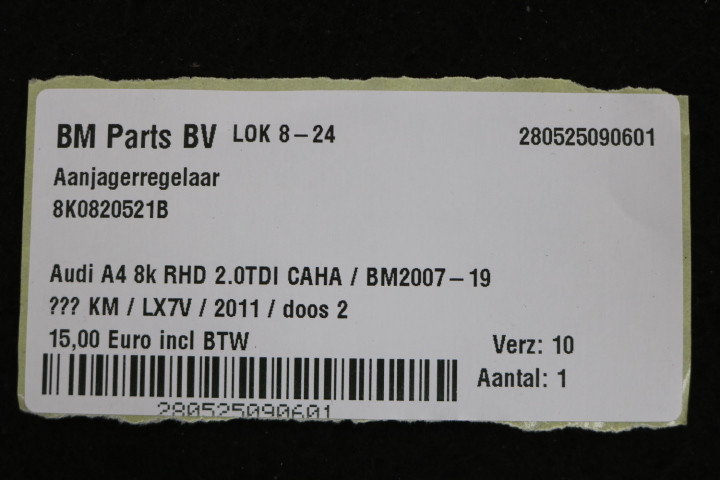 BM Parts BV LOK 8-24 280525090601
Aanjagerregelaar
8K0820521B
Audi A4 8k RHD 2.0TDI CAHA / BM2007-19
??? KM / LX7V / 2011 / doos 2
15,00 Euro incl BTW Verz: 10
Aantal: 1
280525090601